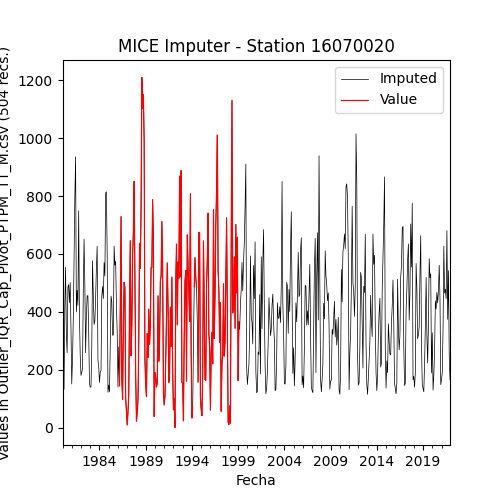 MICE Imputer - Station 16070020
Imputed
Value
Values in Outlier_IQR_Cap_Pivot_PTPM_TT_M.csv (504 recs.)
1200
1000
800
600
400
200
0
1984 1989 1994 1999 2004 2009 2014 2019
Fecha